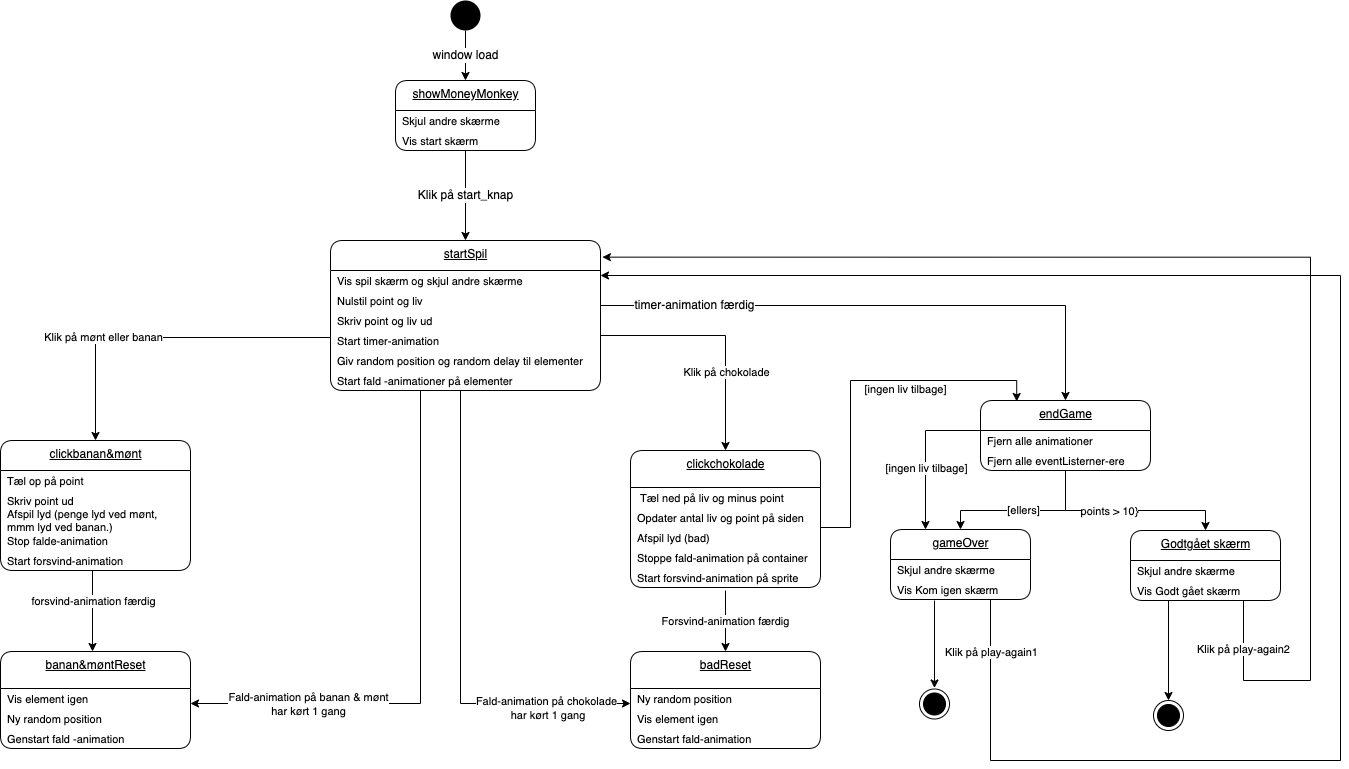 window load
showMoneyMonkey
Skjul andre skærme
Vis start skærm
Klik på start_knap
startSpil
Vis spil skærm og skjul andre skærme
Nulstil point og liv
Skriv point og liv ud
Start timer-animation
Giv random position og random delay til elementer
Start fald -animationer på elementer
timer-animation færdig
Klik på mønt eller banan
Klik på chokolade
[ingen liv tilbage]
endGame
Fjern alle animationer
Fjern alle eventListerner-ere
clickbanan&mønt
Tæl op på point
Skriv point ud
Afspil lyd (penge lyd ved mønt,
mmm lyd ved banan.)
Stop falde-animation
Start forsvind-animation
clickchokolade
Tæl ned på liv og minus point
Opdater antal liv og point på siden
Afspil lyd (bad)
Stoppe fald-animation på container
Start forsvind-animation på sprite
[ingen liv tilbage]
[ellers]
points > 10}
gameOver
Skjul andre skærme
Vis Kom igen skærm
Godtgået skærm
Skjul andre skærme
Vis Godt gået skærm
forsvind-animation færdig
Forsvind-animation færdig
Klik på play-again1
Klik på play-again2
banan&møntReset
Vis element igen
Ny random position
Genstart fald -animation
Fald-animation på banan & mønt
har kørt 1 gang
Fald-animation på chokolade
har kørt 1 gang
badReset
Ny random position
Vis element igen
Genstart fald-animation